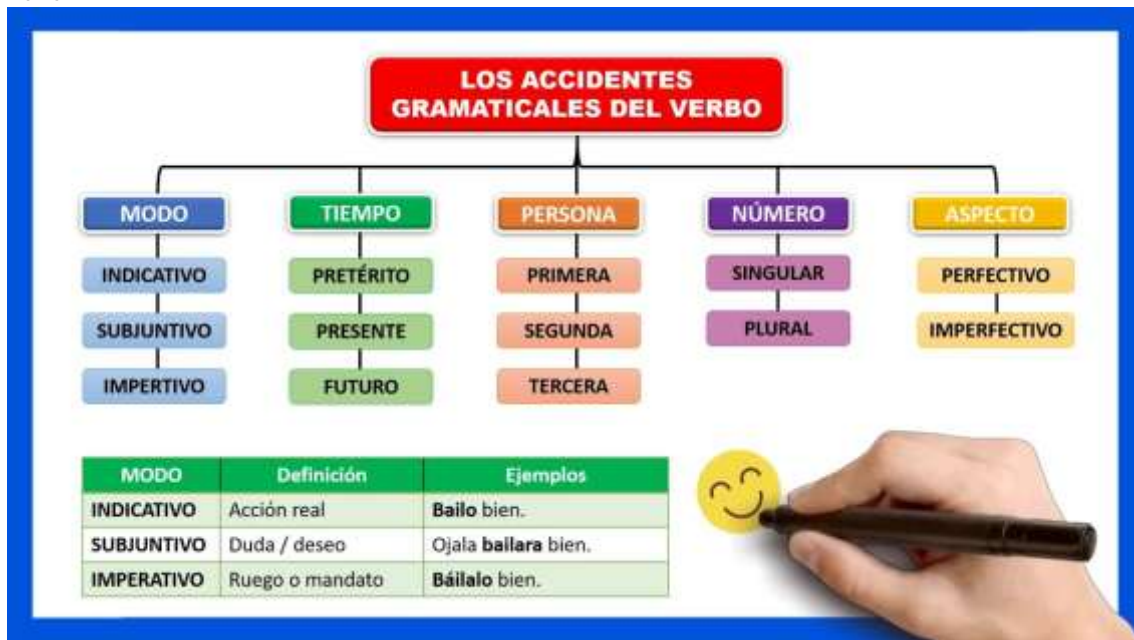 LOS ACCIDENTES
GRAMATICALES DEL VERBO
MODO
TIEMPO
PERSONA
NÚMERO
ASPECTO
INDICATIVO
PRETÉRITO
PRIMERA
SINGULAR
PERFECTIVO
SUBJUNTIVO
PRESENTE
SEGUNDA
PLURAL
IMPERFECTIVO
IMPERTIVO
FUTURO
TERCERA
MODO Definición Ejemplos
INDICATIVO Acción real Bailo bien.
SUBJUNTIVO Duda / deseo Ojala bailara bien.
IMPERATIVO Ruego o mandato Báilalo bien.